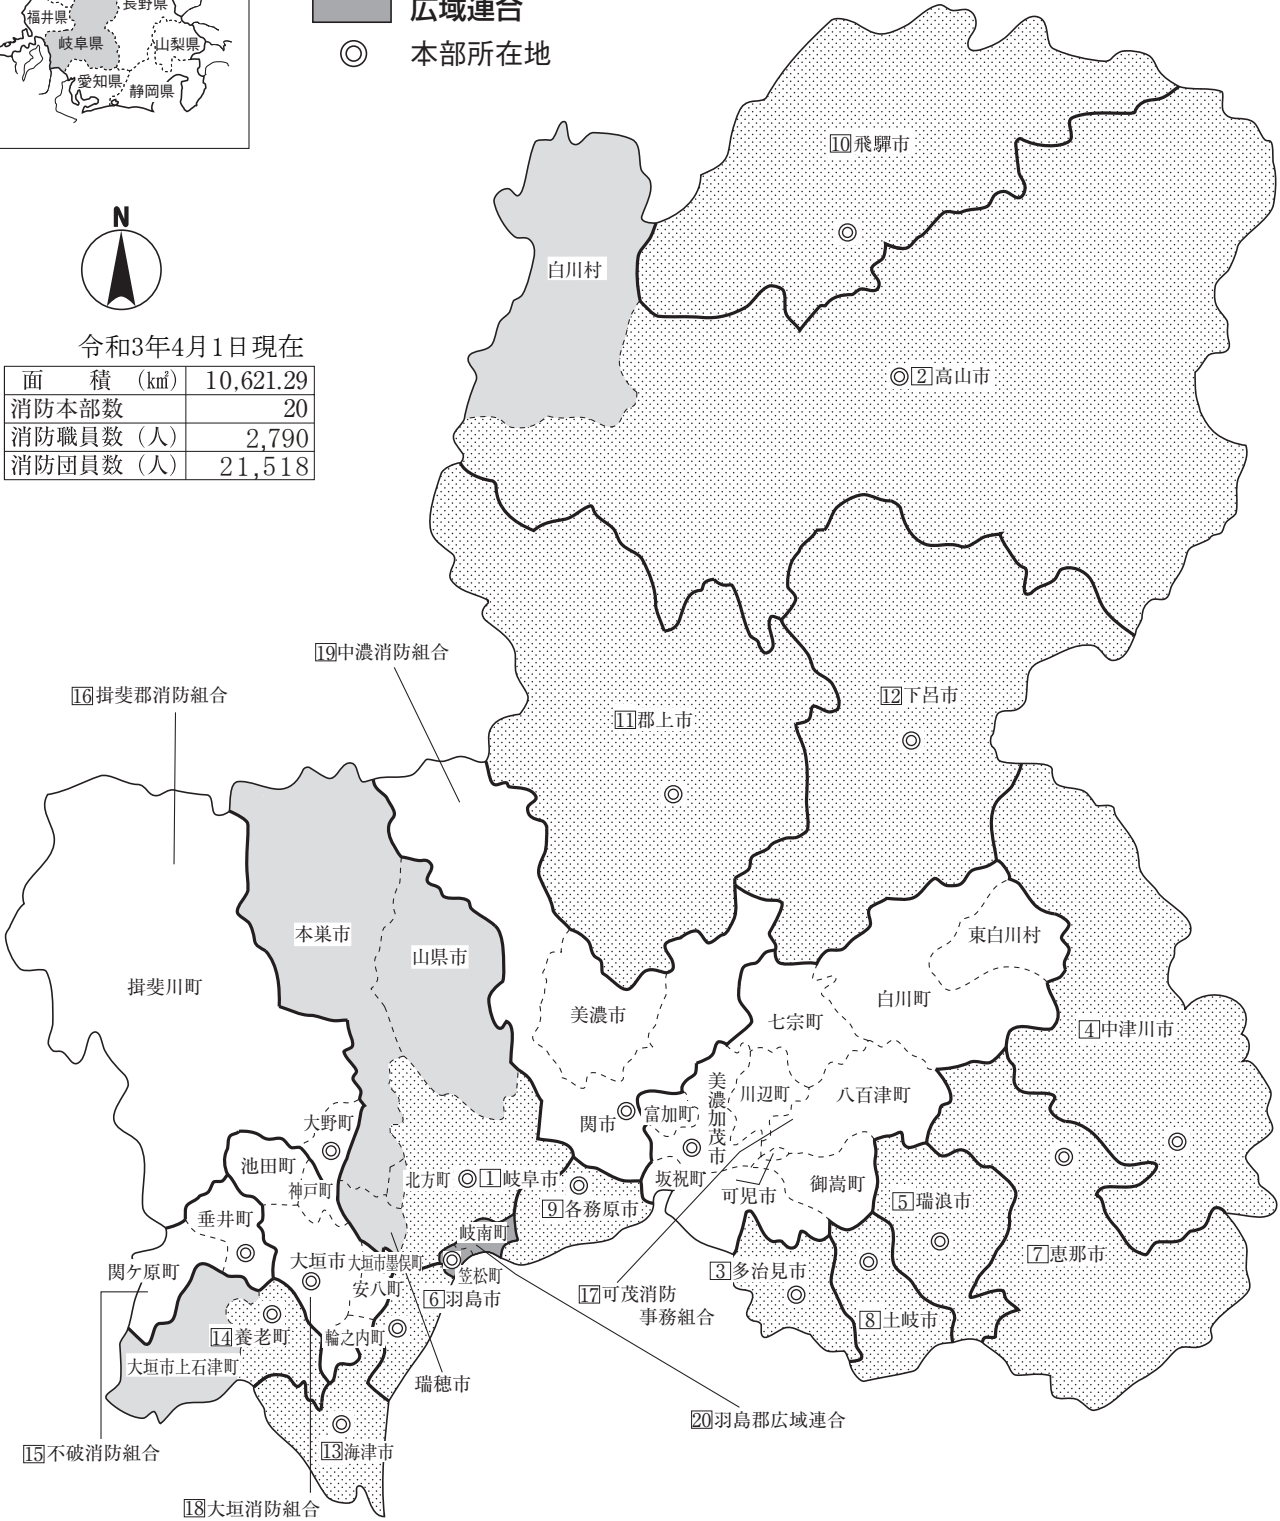 福井県
長野県
岐阜県
山梨県
愛知県
静岡県
広域連合
◎ 本部所在地
N
令和3年4月1日現在
面 積 (㎢) 10,621.29
消防本部数 20
消防職員数 (人) 2,790
消防団員数 (人) 21,518
10飛驒市
白川村
2高山市
19中濃消防組合
16揖斐郡消防組合
11郡上市
12下呂市
本巣市
山県市
東白川村
揖斐川町
美濃市
七宗町
白川町
4中津川市
大野町
関市
富加町
美濃加茂市
川辺町
八百津町
池田町
神戸町
北方町
1岐阜市
坂祝町
可児市
御嵩町
5瑞浪市
9各務原市
垂井町
岐南町
7恵那市
関ケ原町
大垣市
大垣市墨俣町
安八町
笠松町
6羽島市
3多治見市
17可茂消防
事務組合
8土岐市
14養老町
輪之内町
大垣市上石津町
瑞穂市
20羽島郡広域連合
15不破消防組合
13海津市
18大垣消防組合